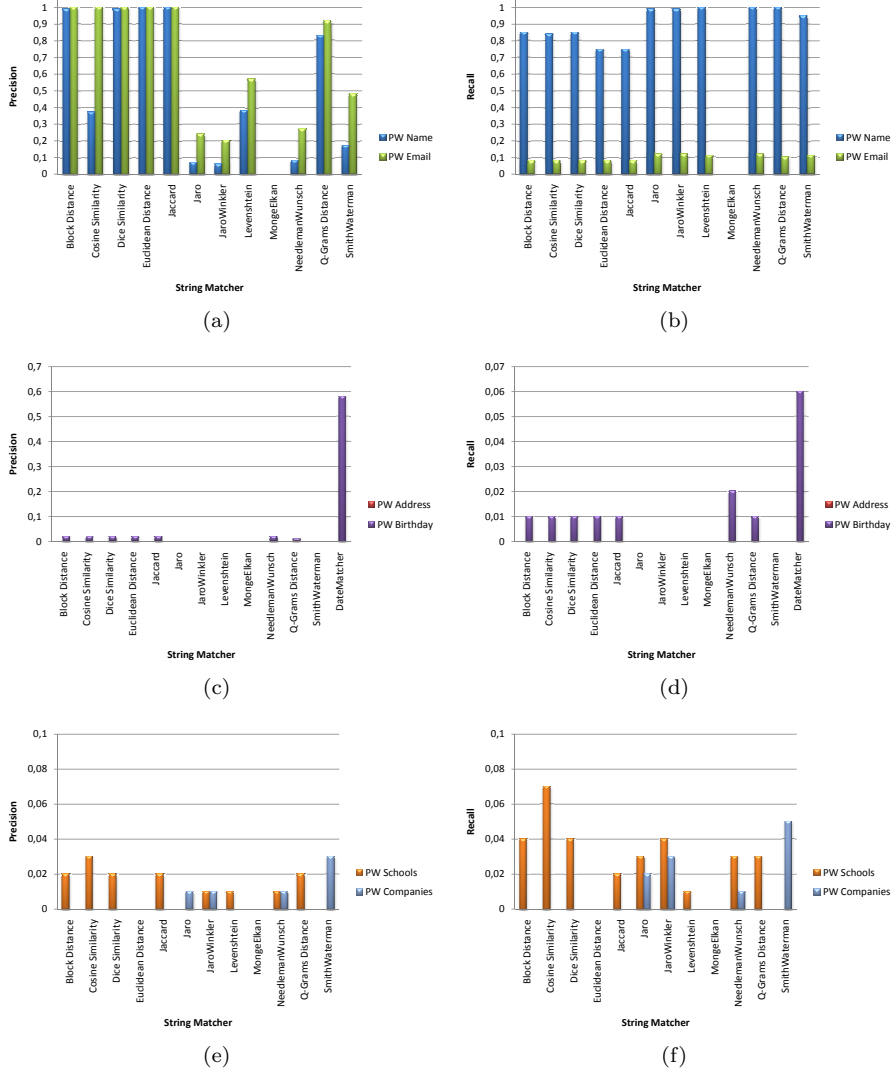 1
0,9
0,8
0,7
0,6
0,5
0,4
0,3
0,2
0,1
0
Precision
Block Distance
Cosine Similarity
Dice Similarity
Euclidean Distance
Jaccard
Jaro
JaroWinkler
Levenshtein
MongeElkan
NeedlemanWunsch
Q-Grams Distance
SmithWaterman
String Matcher
PW Name
PW Email
(a)
1
0,9
0,8
0,7
0,6
0,5
0,4
0,3
0,2
0,1
0
Recall
Block Distance
Cosine Similarity
Dice Similarity
Euclidean Distance
Jaccard
Jaro
JaroWinkler
Levenshtein
MongeElkan
NeedlemanWunsch
Q-Grams Distance
SmithWaterman
String Matcher
PW Name
PW Email
(b)
0,7
0,6
0,5
0,4
0,3
0,2
0,1
0
Precision
Block Distance
Cosine Similarity
Dice Similarity
Euclidean Distance
Jaccard
Jaro
JaroWinkler
Levenshtein
MongeElkan
NeedlemanWunsch
Q-Grams Distance
SmithWaterman
DateMatcher
String Matcher
PW Address
PW Birthday
(c)
0,07
0,06
0,05
0,04
0,03
0,02
0,01
0
Recall
Block Distance
Cosine Similarity
Dice Similarity
Euclidean Distance
Jaccard
Jaro
JaroWinkler
Levenshtein
MongeElkan
NeedlemanWunsch
Q-Grams Distance
SmithWaterman
DateMatcher
String Matcher
PW Address
PW Birthday
(d)
0,1
0,08
0,06
0,04
0,02
0
Precision
Block Distance
Cosine Similarity
Dice Similarity
Euclidean Distance
Jaccard
Jaro
JaroWinkler
Levenshtein
MongeElkan
NeedlemanWunsch
Q-Grams Distance
SmithWaterman
String Matcher
PW Schools
PW Companies
(e)
0,1
0,08
0,06
0,04
0,02
0
Recall
Block Distance
Cosine Similarity
Dice Similarity
Euclidean Distance
Jaccard
Jaro
JaroWinkler
Levenshtein
MongeElkan
NeedlemanWunsch
Q-Grams Distance
SmithWaterman
String Matcher
PW Schools
PW Companies
(f)